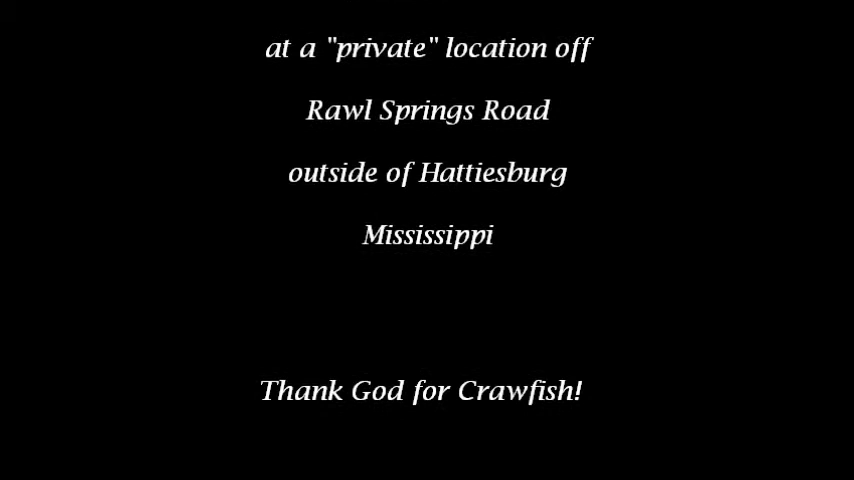 at a "private" location off
Rawl Springs Road
outside of Hattiesburg
Mississippi
Thank God for Crawfish!